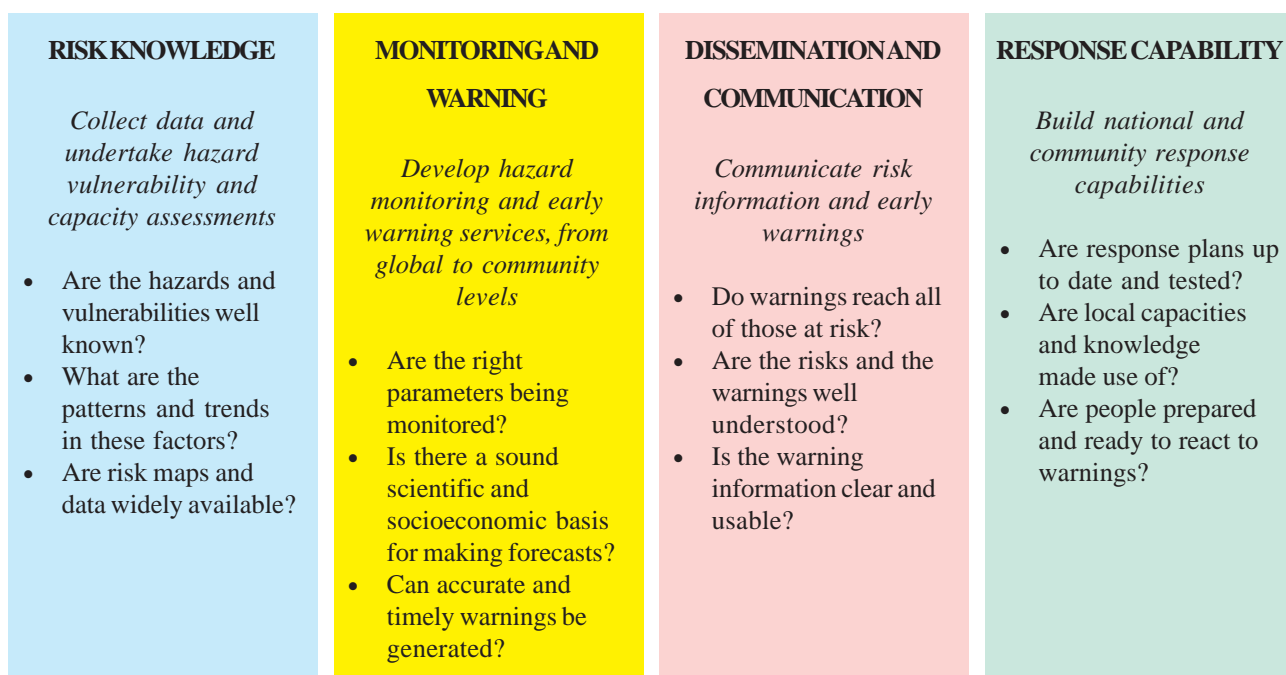 RISK KNOWLEDGE
Collect data and
undertake hazard
vulnerability and
capacity assessments
• Are the hazards and
vulnerabilities well
known?
• What are the
patterns and trends
in these factors?
• Are risk maps and
data widely available?
MONITORING AND
WARNING
Develop hazard
monitoring and early
warning services, from
global to community
levels
• Are the right
parameters being
monitored?
• Is there a sound
scientific and
socioeconomic basis
for making forecasts?
• Can accurate and
timely warnings be
generated?
DISSEMINATION AND
COMMUNICATION
Communicate risk
information and early
warnings
• Do warnings reach all
of those at risk?
• Are the risks and the
warnings well
understood?
• Is the warning
information clear and
usable?
RESPONSE CAPABILITY
Build national and
community response
capabilities
• Are response plans up
to date and tested?
• Are local capacities
and knowledge
made use of?
• Are people prepared
and ready to react to
warnings?